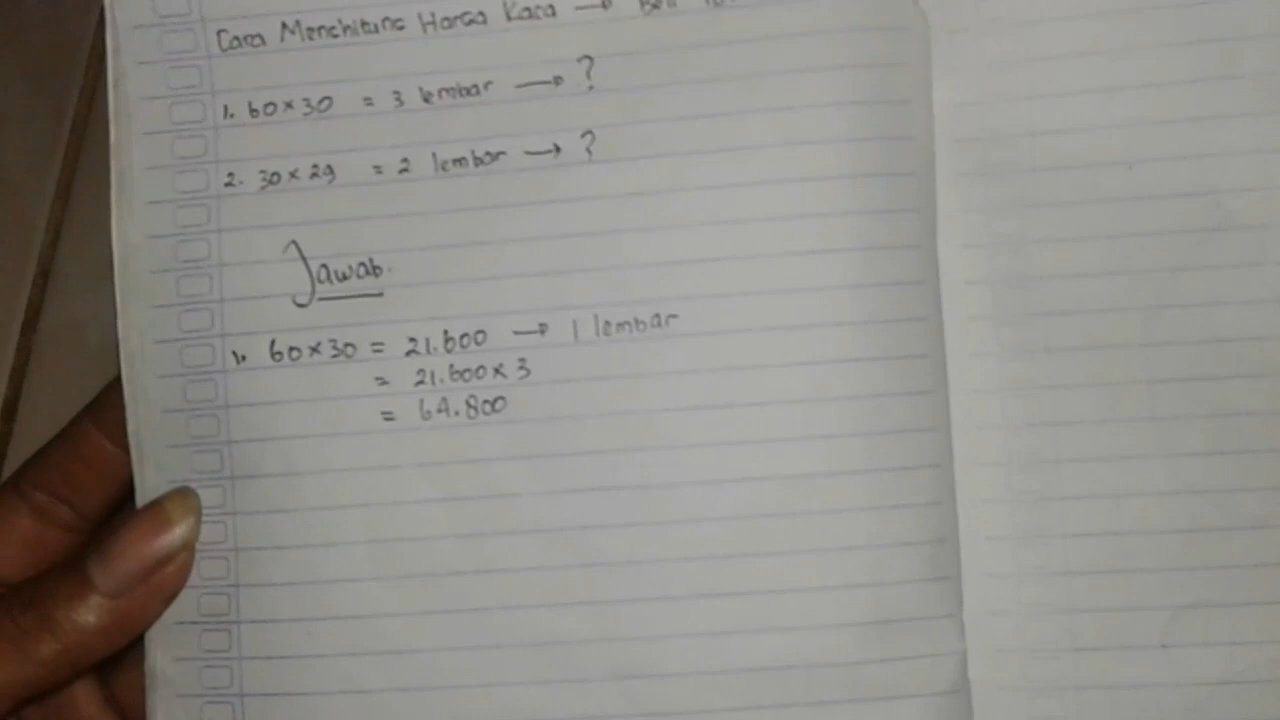 Cara Menghitung Harga Kaca → Beli
1. 60×30 = 3 lembar → ?
2. 30×29 = 2 lembar → ?
Jawab.
1. 60×30 = 21.600 → 1 lembar
= 21.600×3
= 64.800